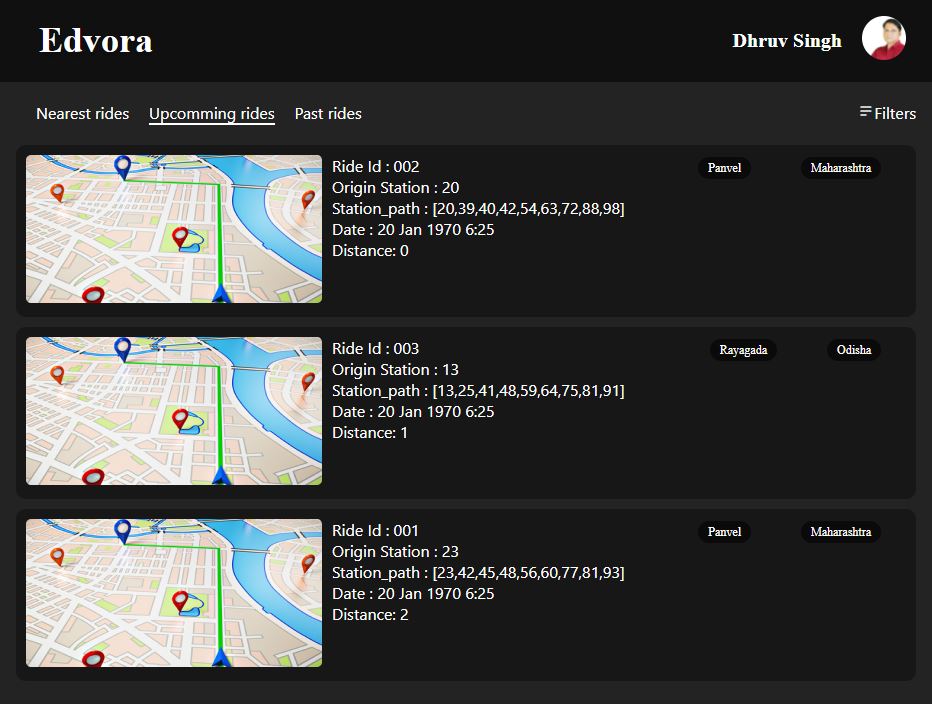 Edvora
Dhruv Singh
Nearest rides Upcomming rides Past rides Filters
Ride Id : 002 Panvel Maharashtra
Origin Station : 20
Station_path : [20,39,40,42,54,63,72,88,98]
Date : 20 Jan 1970 6:25
Distance: 0
Ride Id : 003 Rayagada Odisha
Origin Station : 13
Station_path : [13,25,41,48,59,64,75,81,91]
Date : 20 Jan 1970 6:25
Distance: 1
Ride Id : 001 Panvel Maharashtra
Origin Station : 23
Station_path : [23,42,45,48,56,60,77,81,93]
Date : 20 Jan 1970 6:25
Distance: 2